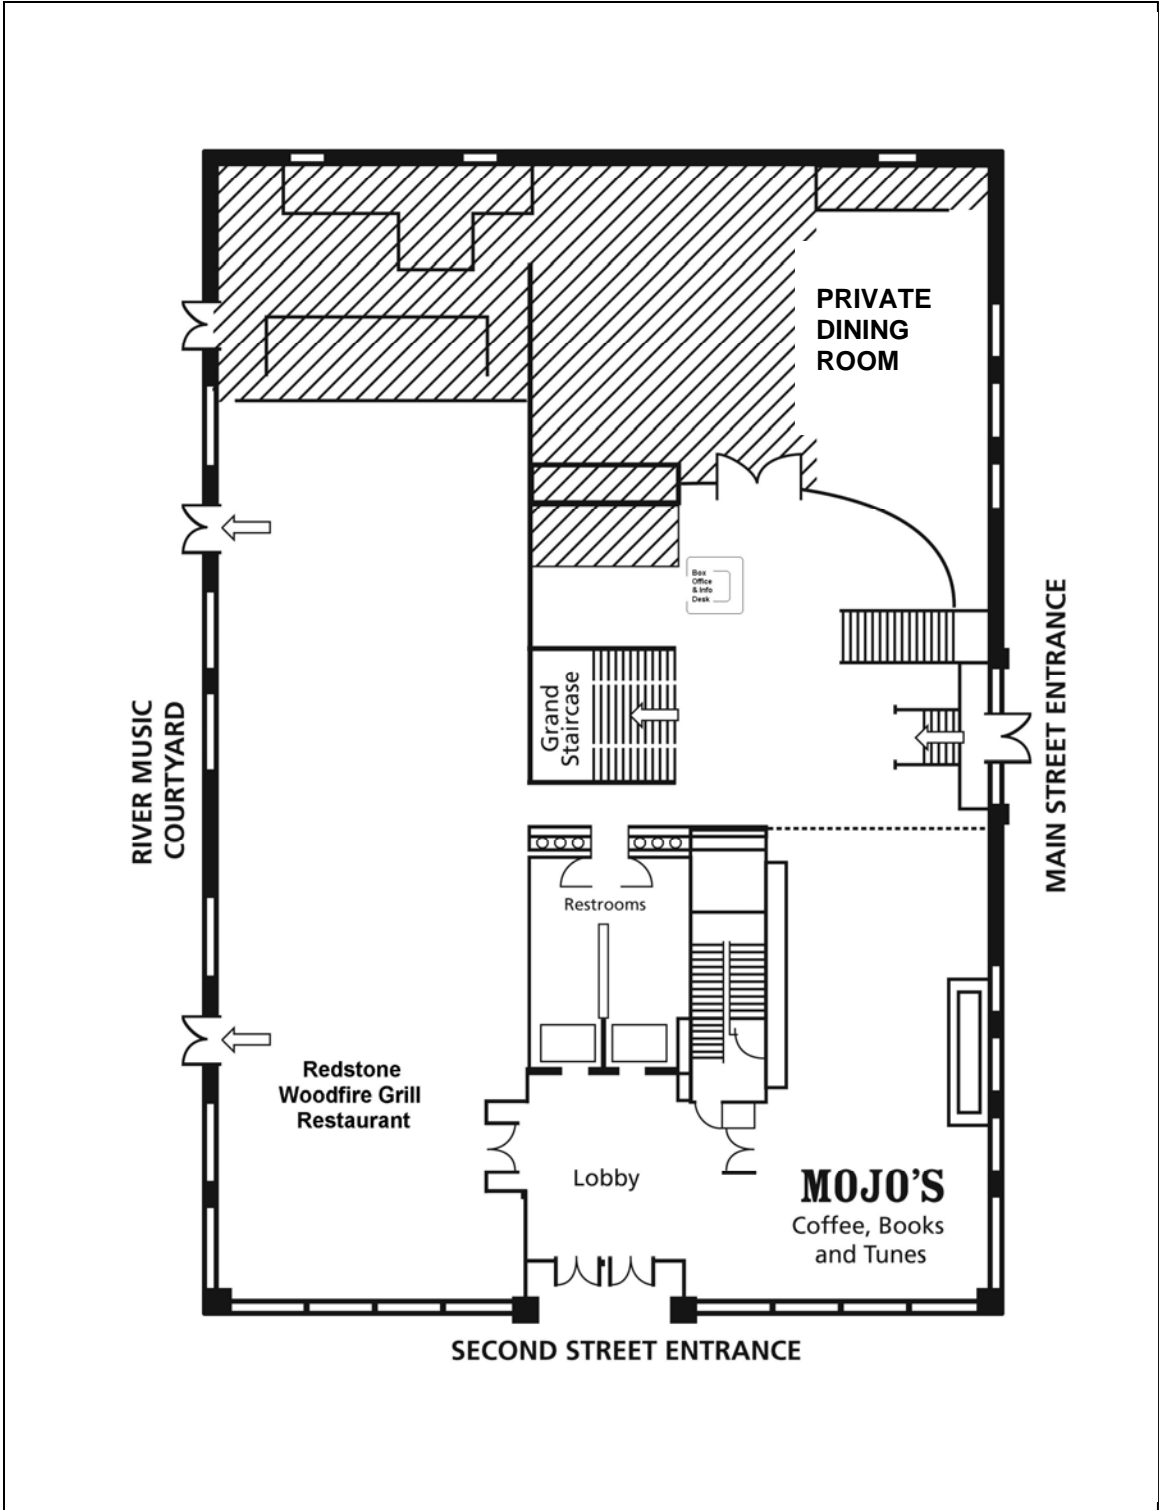 PRIVATE
DINING
ROOM
Box
Office
& Info
Desk
Grand
Staircase
RIVER MUSIC
COURTYARD
MAIN STREET ENTRANCE
Restrooms
Redstone
Woodfire Grill
Restaurant
Lobby
MOJO'S
Coffee, Books
and Tunes
SECOND STREET ENTRANCE